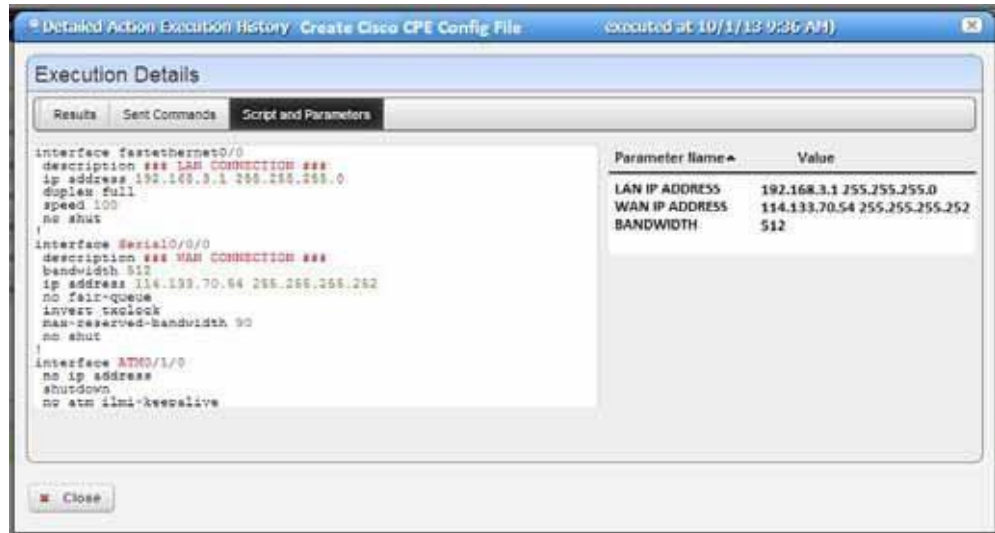 Detailed Action Execution History Create Cisco CPE Config File executed at 10/1/13 9:36 AM)
Execution Details
Results Sent Commands Script and Parameters
interface fastethernet0/0
description ### LAN CONNECTION ###
ip address 192.168.3.1 255.255.255.0
duplex full
speed 100
no shut
!
interface Serial0/0/0
description ### WAN CONNECTION ###
bandwidth 512
ip address 114.133.70.54 255.255.255.252
no fair-queue
invert txclock
max-reserved-bandwidth 90
no shut
!
interface ATM0/1/0
no ip address
shutdown
no atm ilmi-keepalive
Parameter Name Value
LAN IP ADDRESS 192.168.3.1 255.255.255.0
WAN IP ADDRESS 114.133.70.54 255.255.255.252
BANDWIDTH 512
Close